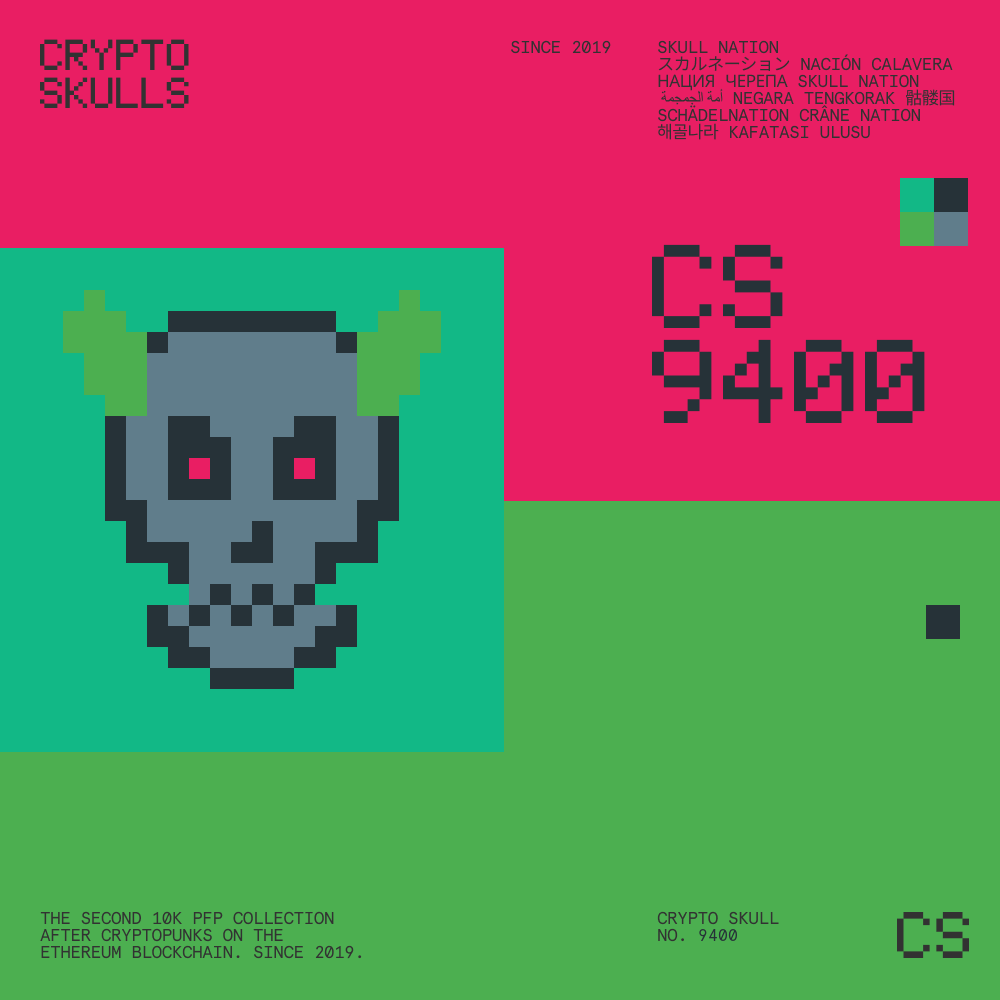 CRYPTO
SKULLS
SINCE 2019
SKULL NATION
スカルネーション NACIÓN CALAVERA
НАЦИЯ ЧЕРЕПА SKULL NATION
أمة الجمجمة NEGARA TENGKORAK 骷髅国
SCHÄDELNATION CRÂNE NATION
해골나라 KAFATASI ULUSU
CS
9400
THE SECOND 10K PFP COLLECTION
AFTER CRYPTOPUNKS ON THE
ETHEREUM BLOCKCHAIN. SINCE 2019.
CRYPTO SKULL
NO. 9400
CS